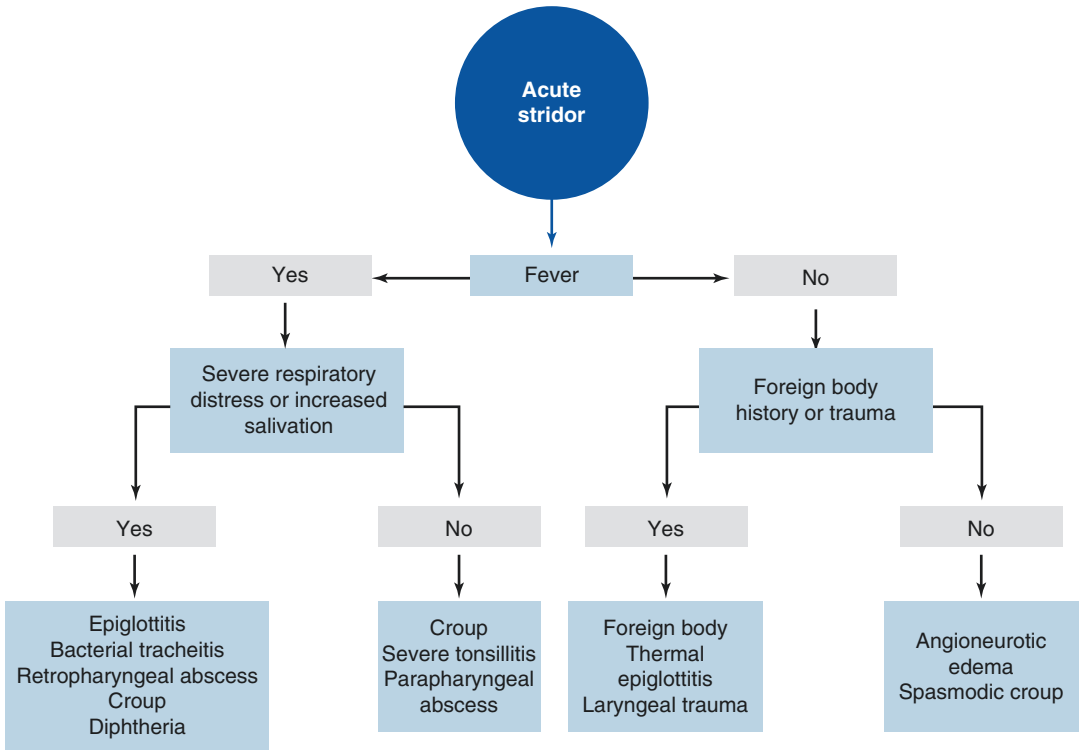 Acute
stridor
Yes
Fever
No
Severe respiratory
distress or increased
salivation
Foreign body
history or trauma
Yes
No
Yes
No
Epiglottitis
Bacterial tracheitis
Retropharyngeal abscess
Croup
Diphtheria
Croup
Severe tonsillitis
Parapharyngeal
abscess
Foreign body
Thermal
epiglottitis
Laryngeal trauma
Angioneurotic
edema
Spasmodic croup